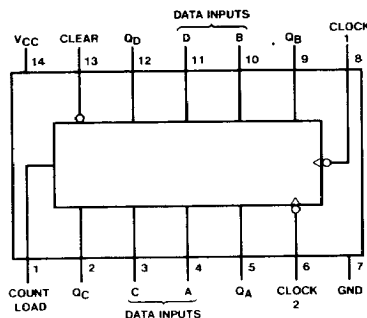 DATA INPUTS
VCC CLEAR QD D B QB CLOCK 1
14 13 12 11 10 9 8
1 2 3 4 5 6 7
COUNT LOAD QC C A QA CLOCK 2 GND
DATA INPUTS